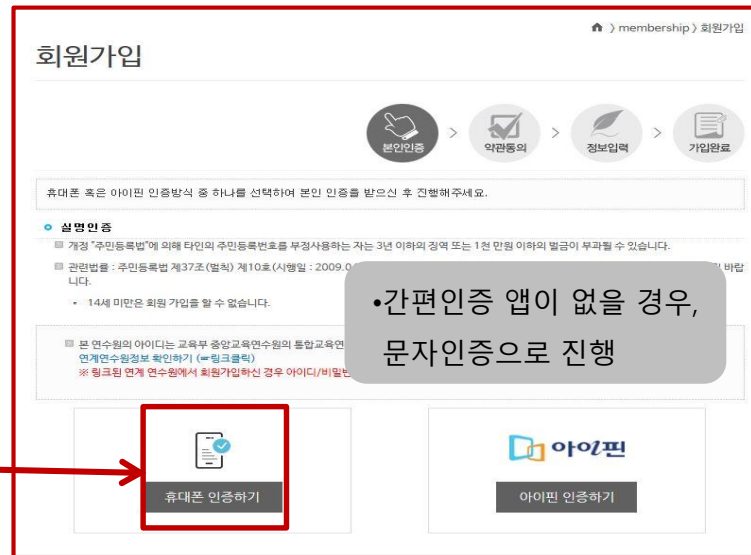 〉membership 〉회원가입
회원가입
본인인증 > 약관동의 > 정보입력 > 가입완료
휴대폰 혹은 아이핀 인증방식 중 하나를 선택하여 본인 인증를 받으신 후 진행해주세요.
실명인증
개정 "주민등록법"에 의해 타인의 주민등록번호를 부정사용하는 자는 3년 이하의 징역 또는 1천 만원 이하의 벌금이 부과될 수 있습니다.
관련법률 : 주민등록법 제37조(벌칙) 제10호(시행일 : 2009.0 바랍
니다.
- 14세 미만은 회원 가입을 할 수 없습니다.
•간편인증 앱이 없을 경우,
문자인증으로 진행
본 연수원의 아이디는 교육부 중앙교육연수원의 통합교육연
연계연수원정보 확인하기 (☞링크클릭)
※ 링크된 연계 연수원에서 회원가입하신 경우 아이디/비밀번
휴대폰 인증하기
아이핀
아이핀 인증하기